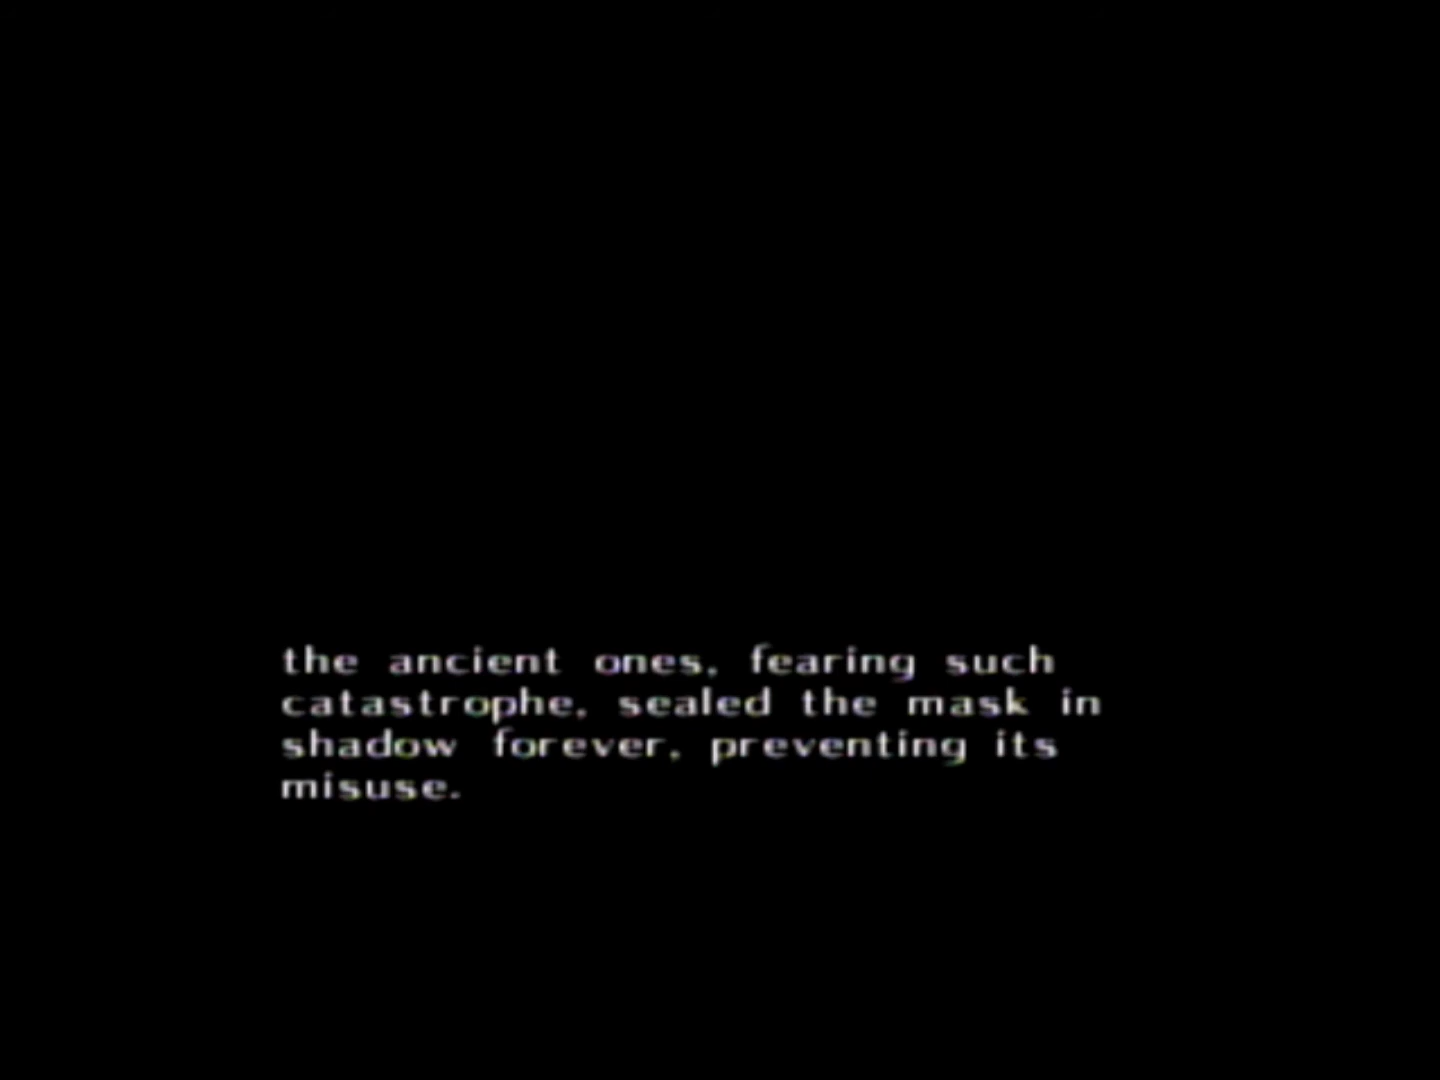 the ancient ones, fearing such
catastrophe, sealed the mask in
shadow forever, preventing its
misuse.